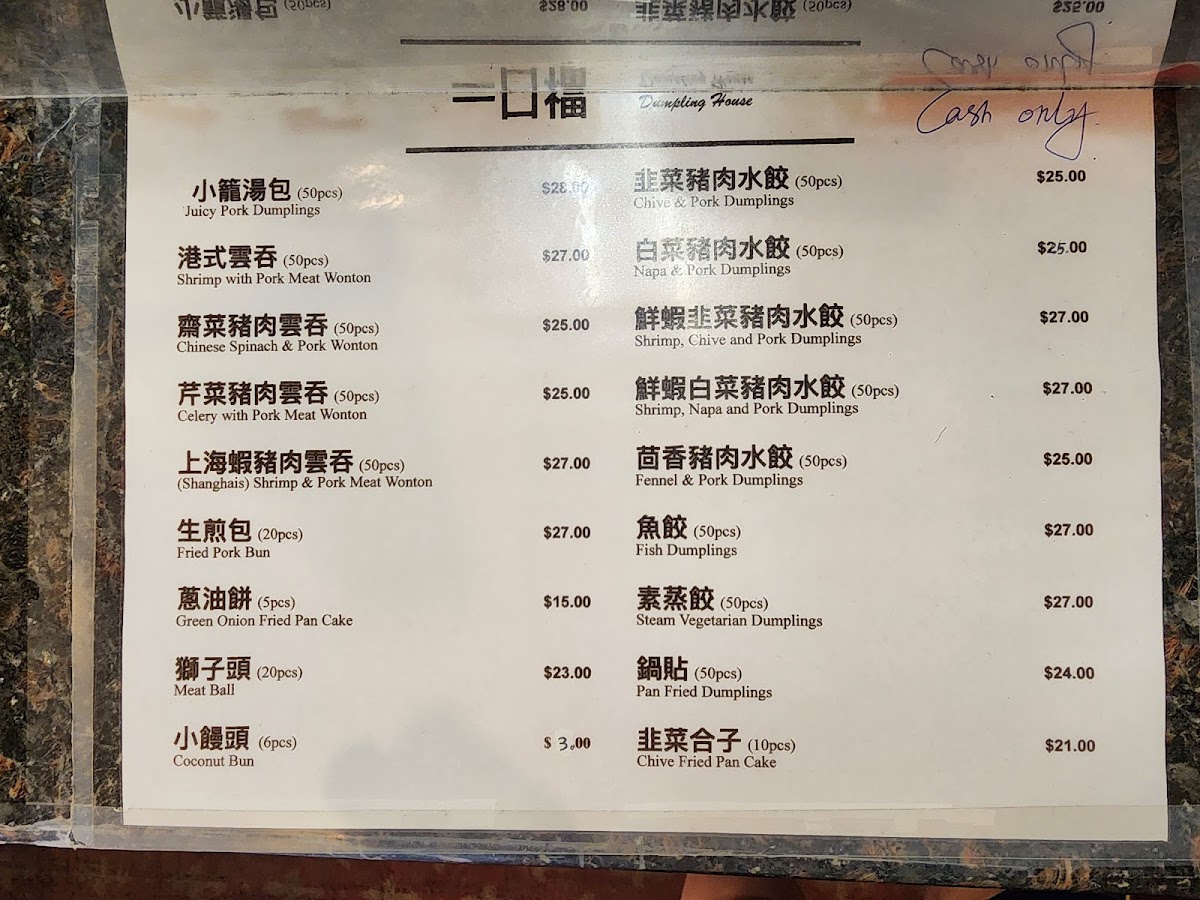 一口福 Dumpling House
Cash only
小籠湯包 (50pcs) $28.00
Juicy Pork Dumplings
港式雲吞 (50pcs) $27.00
Shrimp with Pork Meat Wonton
齋菜豬肉雲吞 (50pcs) $25.00
Chinese Spinach & Pork Wonton
芹菜豬肉雲吞 (50pcs) $25.00
Celery with Pork Meat Wonton
上海蝦豬肉雲吞 (50pcs) $27.00
(Shanghais) Shrimp & Pork Meat Wonton
生煎包 (20pcs) $27.00
Fried Pork Bun
蔥油餅 (5pcs) $15.00
Green Onion Fried Pan Cake
獅子頭 (20pcs) $23.00
Meat Ball
小饅頭 (6pcs) $ 3.00
Coconut Bun
韭菜豬肉水餃 (50pcs) $25.00
Chive & Pork Dumplings
白菜豬肉水餃 (50pcs) $25.00
Napa & Pork Dumplings
鮮蝦韭菜豬肉水餃 (50pcs) $27.00
Shrimp, Chive and Pork Dumplings
鮮蝦白菜豬肉水餃 (50pcs) $27.00
Shrimp, Napa and Pork Dumplings
茴香豬肉水餃 (50pcs) $25.00
Fennel & Pork Dumplings
魚餃 (50pcs) $27.00
Fish Dumplings
素蒸餃 (50pcs) $27.00
Steam Vegetarian Dumplings
鍋貼 (50pcs) $24.00
Pan Fried Dumplings
韭菜合子 (10pcs) $21.00
Chive Fried Pan Cake